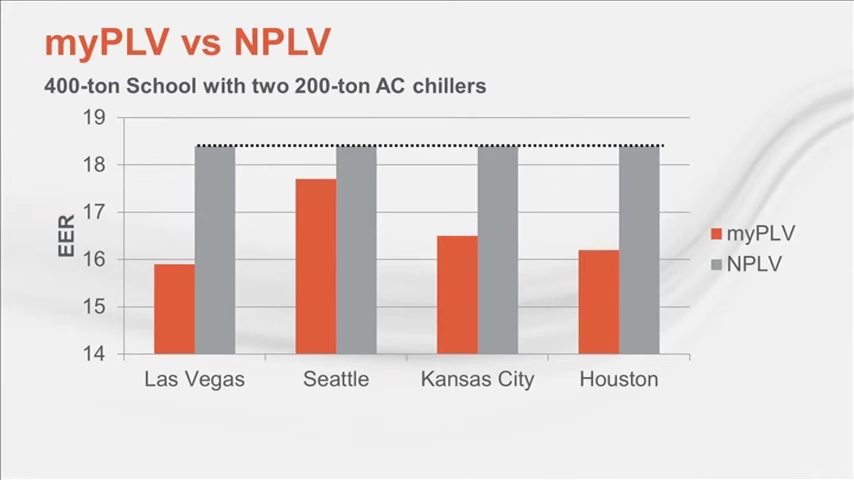 myPLV vs NPLV
400-ton School with two 200-ton AC chillers
19
18
17
16
15
14
EER
Las Vegas Seattle Kansas City Houston
myPLV
NPLV